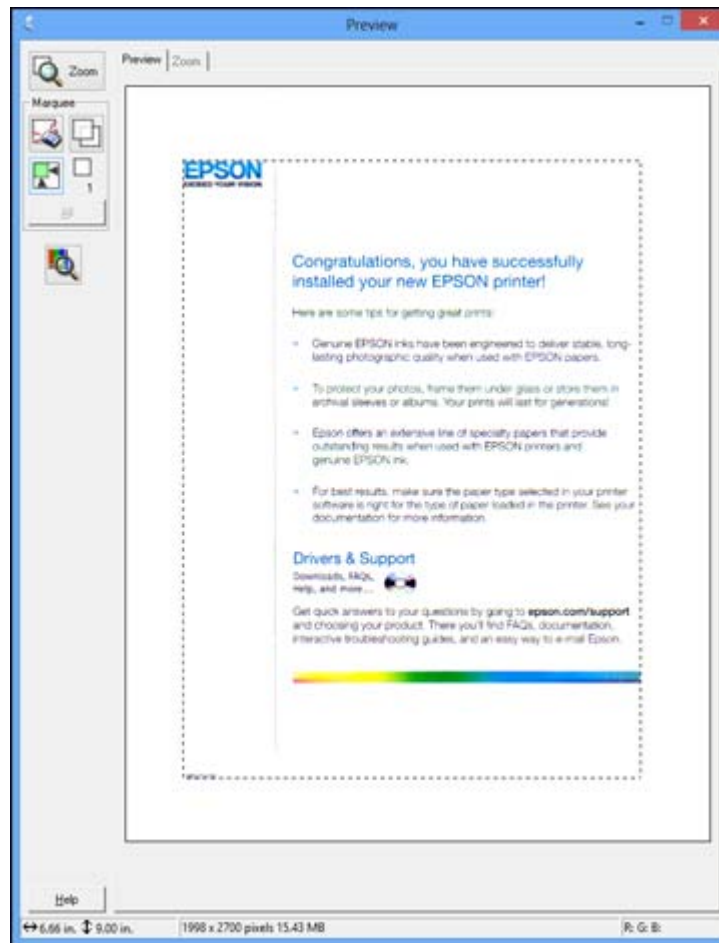 Preview
Zoom
Preview
Zoom
Marquee
1
EPSON
EXCEED YOUR VISION
Congratulations, you have successfully
installed your new EPSON printer!
Here are some tips for getting great prints:
Genuine EPSON inks have been engineered to deliver stable, long-
lasting photographic quality when used with EPSON papers.
To protect your photos, frame them under glass or store them in
archival sleeves or albums. Your prints will last for generations!
Epson offers an extensive line of specialty papers that provide
outstanding results when used with EPSON printers and
genuine EPSON ink.
For best results, make sure the paper type selected in your printer
software is right for the type of paper loaded in the printer. See your
documentation for more information.
Drivers & Support
Downloads, FAQs,
Help, and more ...
Get quick answers to your questions by going to epson.com/support
and choosing your product. There you'll find FAQs, documentation,
interactive troubleshooting guides, and an easy way to e-mail Epson.
Help
6.66 in. 9.00 in.
1998 x 2700 pixels 15.43 MB
R: G: B: